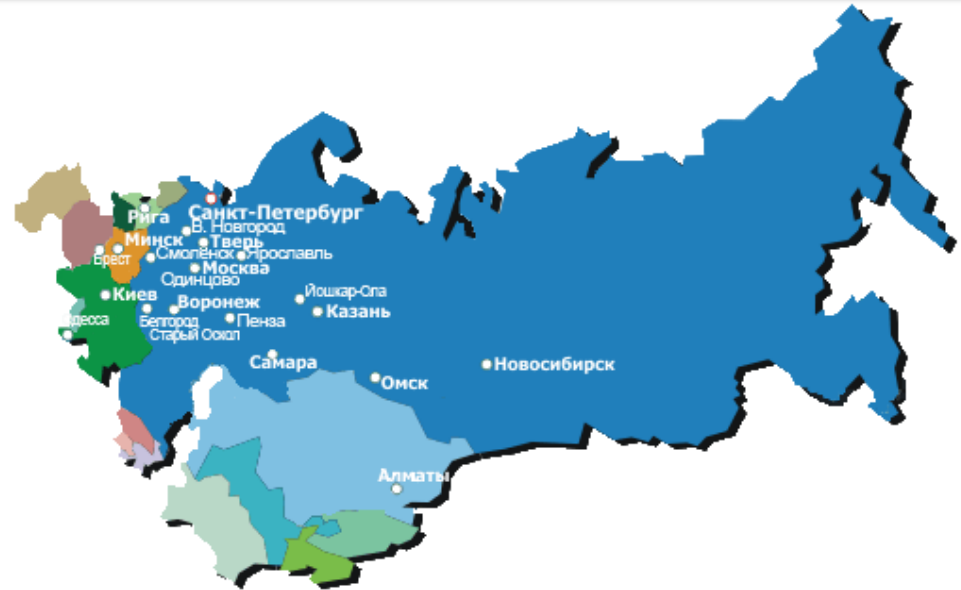 Рига
Санкт-Петербург
В. Новгород
Минск
Тверь
Брест
Смоленск
Ярославль
Москва
Одинцово
Киев
Воронеж
Йошкар-Ола
Казань
Одесса
Белгород
Пенза
Старый Оскол
Самара
Омск
Новосибирск
Алматы